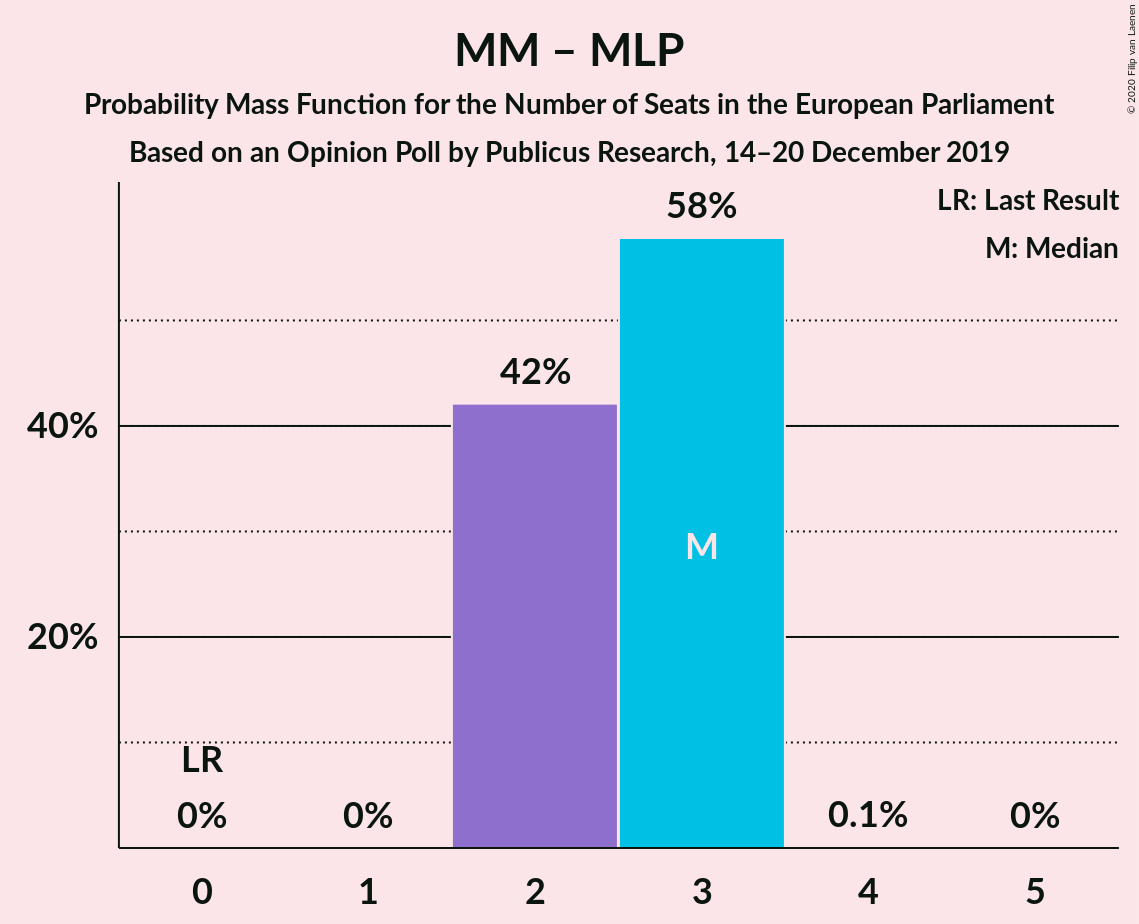 MM – MLP
Probability Mass Function for the Number of Seats in the European Parliament
Based on an Opinion Poll by Publicus Research, 14–20 December 2019
© 2020 Filip van Laenen
LR: Last Result
M: Median
58%
42%
40%
M
20%
LR
0%
0%
0.1%
0%
0
1
2
3
4
5